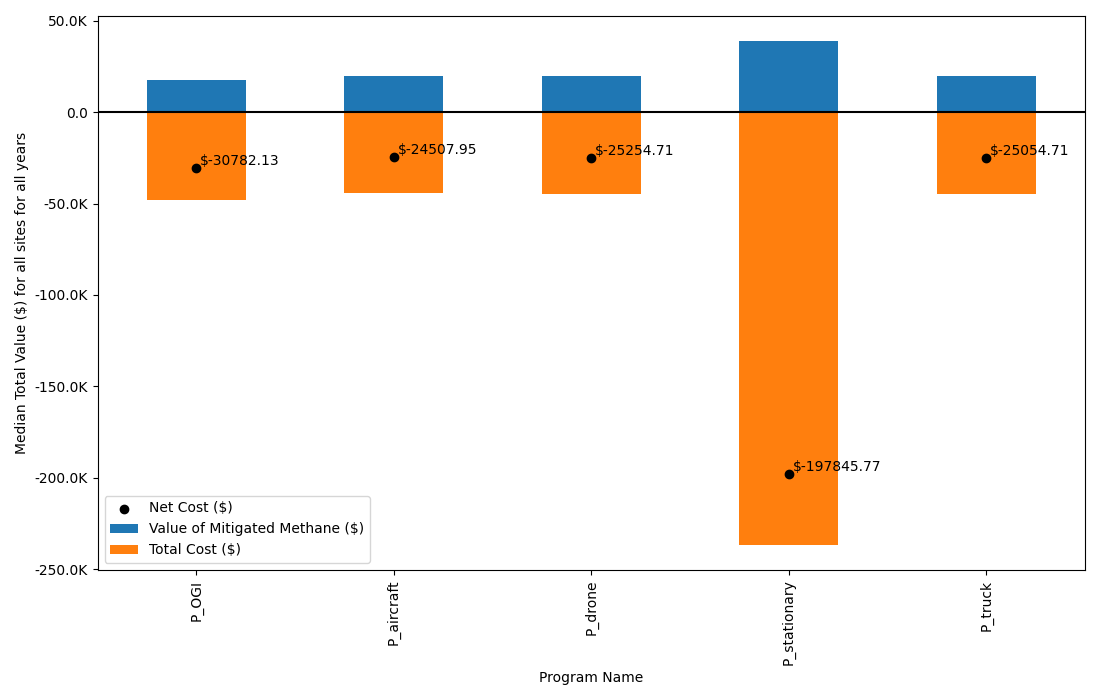 50.0K
0.0
-50.0K
-100.0K
-150.0K
-200.0K
-250.0K
Median Total Value ($) for all sites for all years
$-30782.13
$-24507.95
$-25254.71
$-197845.77
$-25054.71
Net Cost ($)
Value of Mitigated Methane ($)
Total Cost ($)
P_OGI
P_aircraft
P_drone
P_stationary
P_truck
Program Name